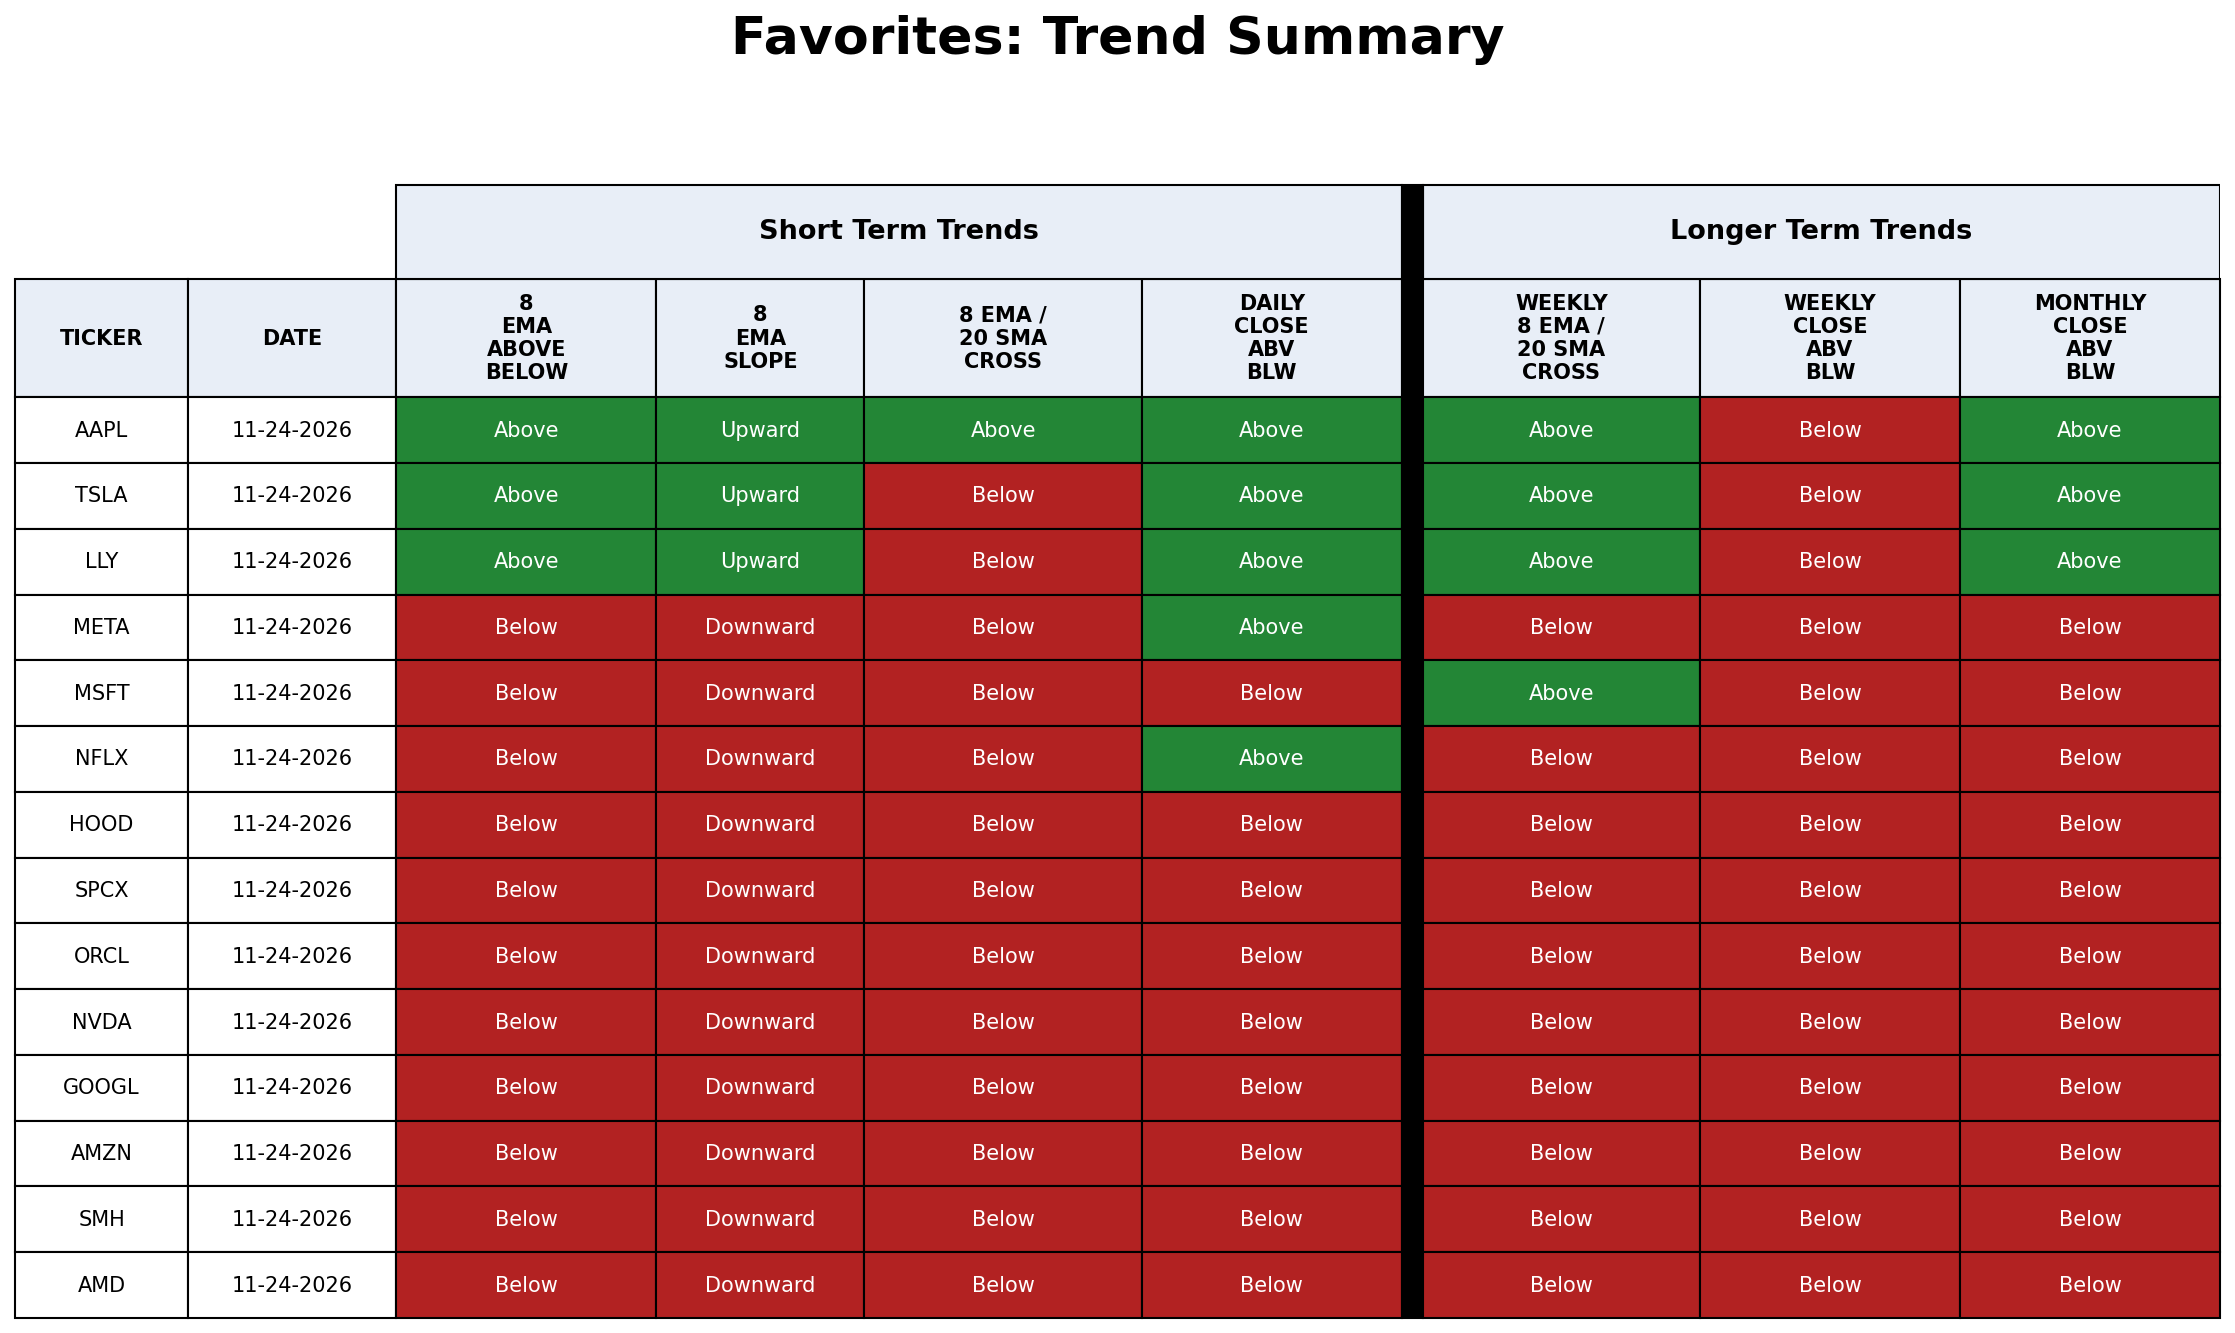 Favorites: Trend Summary
Short Term Trends Longer Term Trends
TICKER DATE 8 EMA ABOVE BELOW 8 EMA SLOPE 8 EMA / 20 SMA CROSS DAILY CLOSE ABV BLW WEEKLY 8 EMA / 20 SMA CROSS WEEKLY CLOSE ABV BLW MONTHLY CLOSE ABV BLW
AAPL 11-24-2026 Above Upward Above Above Above Below Above
TSLA 11-24-2026 Above Upward Below Above Above Below Above
LLY 11-24-2026 Above Upward Below Above Above Below Above
META 11-24-2026 Below Downward Below Above Below Below Below
MSFT 11-24-2026 Below Downward Below Below Above Below Below
NFLX 11-24-2026 Below Downward Below Above Below Below Below
HOOD 11-24-2026 Below Downward Below Below Below Below Below
SPCX 11-24-2026 Below Downward Below Below Below Below Below
ORCL 11-24-2026 Below Downward Below Below Below Below Below
NVDA 11-24-2026 Below Downward Below Below Below Below Below
GOOGL 11-24-2026 Below Downward Below Below Below Below Below
AMZN 11-24-2026 Below Downward Below Below Below Below Below
SMH 11-24-2026 Below Downward Below Below Below Below Below
AMD 11-24-2026 Below Downward Below Below Below Below Below